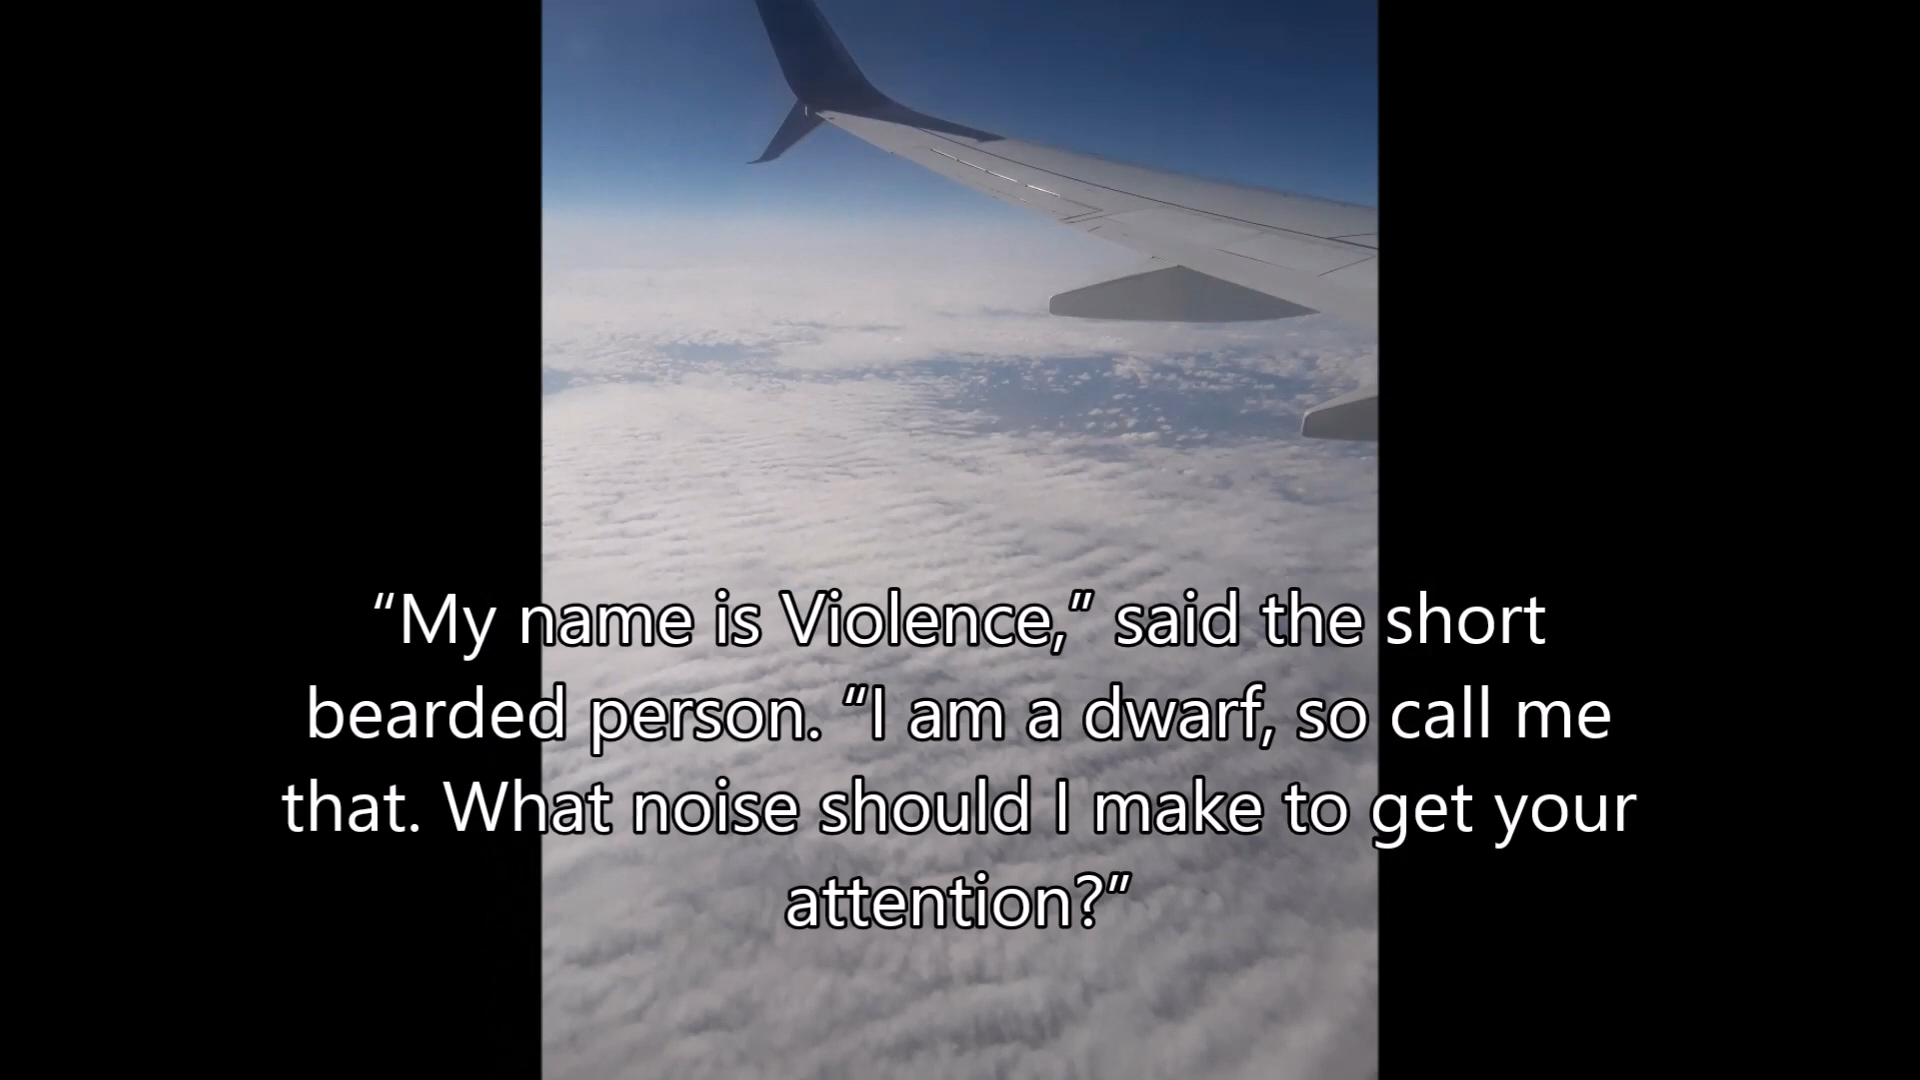 “My name is Violence,” said the short
bearded person. “I am a dwarf, so call me
that. What noise should I make to get your
attention?”